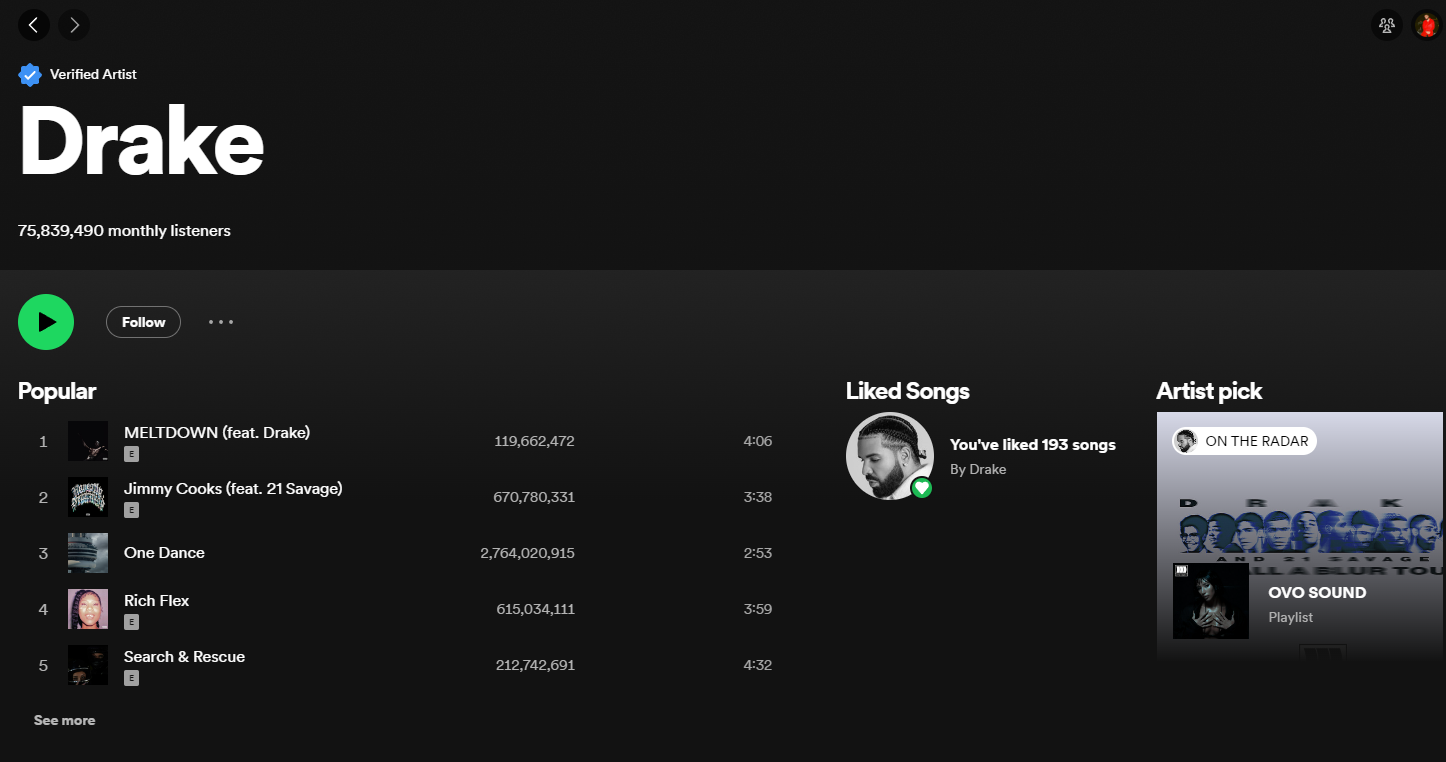 Verified Artist
Drake
75,839,490 monthly listeners
Follow
Popular
1 MELTDOWN (feat. Drake) 119,662,472 4:06
E
2 Jimmy Cooks (feat. 21 Savage) 670,780,331 3:38
E
3 One Dance 2,764,020,915 2:53
4 Rich Flex 615,034,111 3:59
E
5 Search & Rescue 212,742,691 4:32
E
See more
Liked Songs
You've liked 193 songs
By Drake
Artist pick
ON THE RADAR
D R A K
AND 21 SAVAGE
ALL A BLUR TOU
OVO SOUND
Playlist